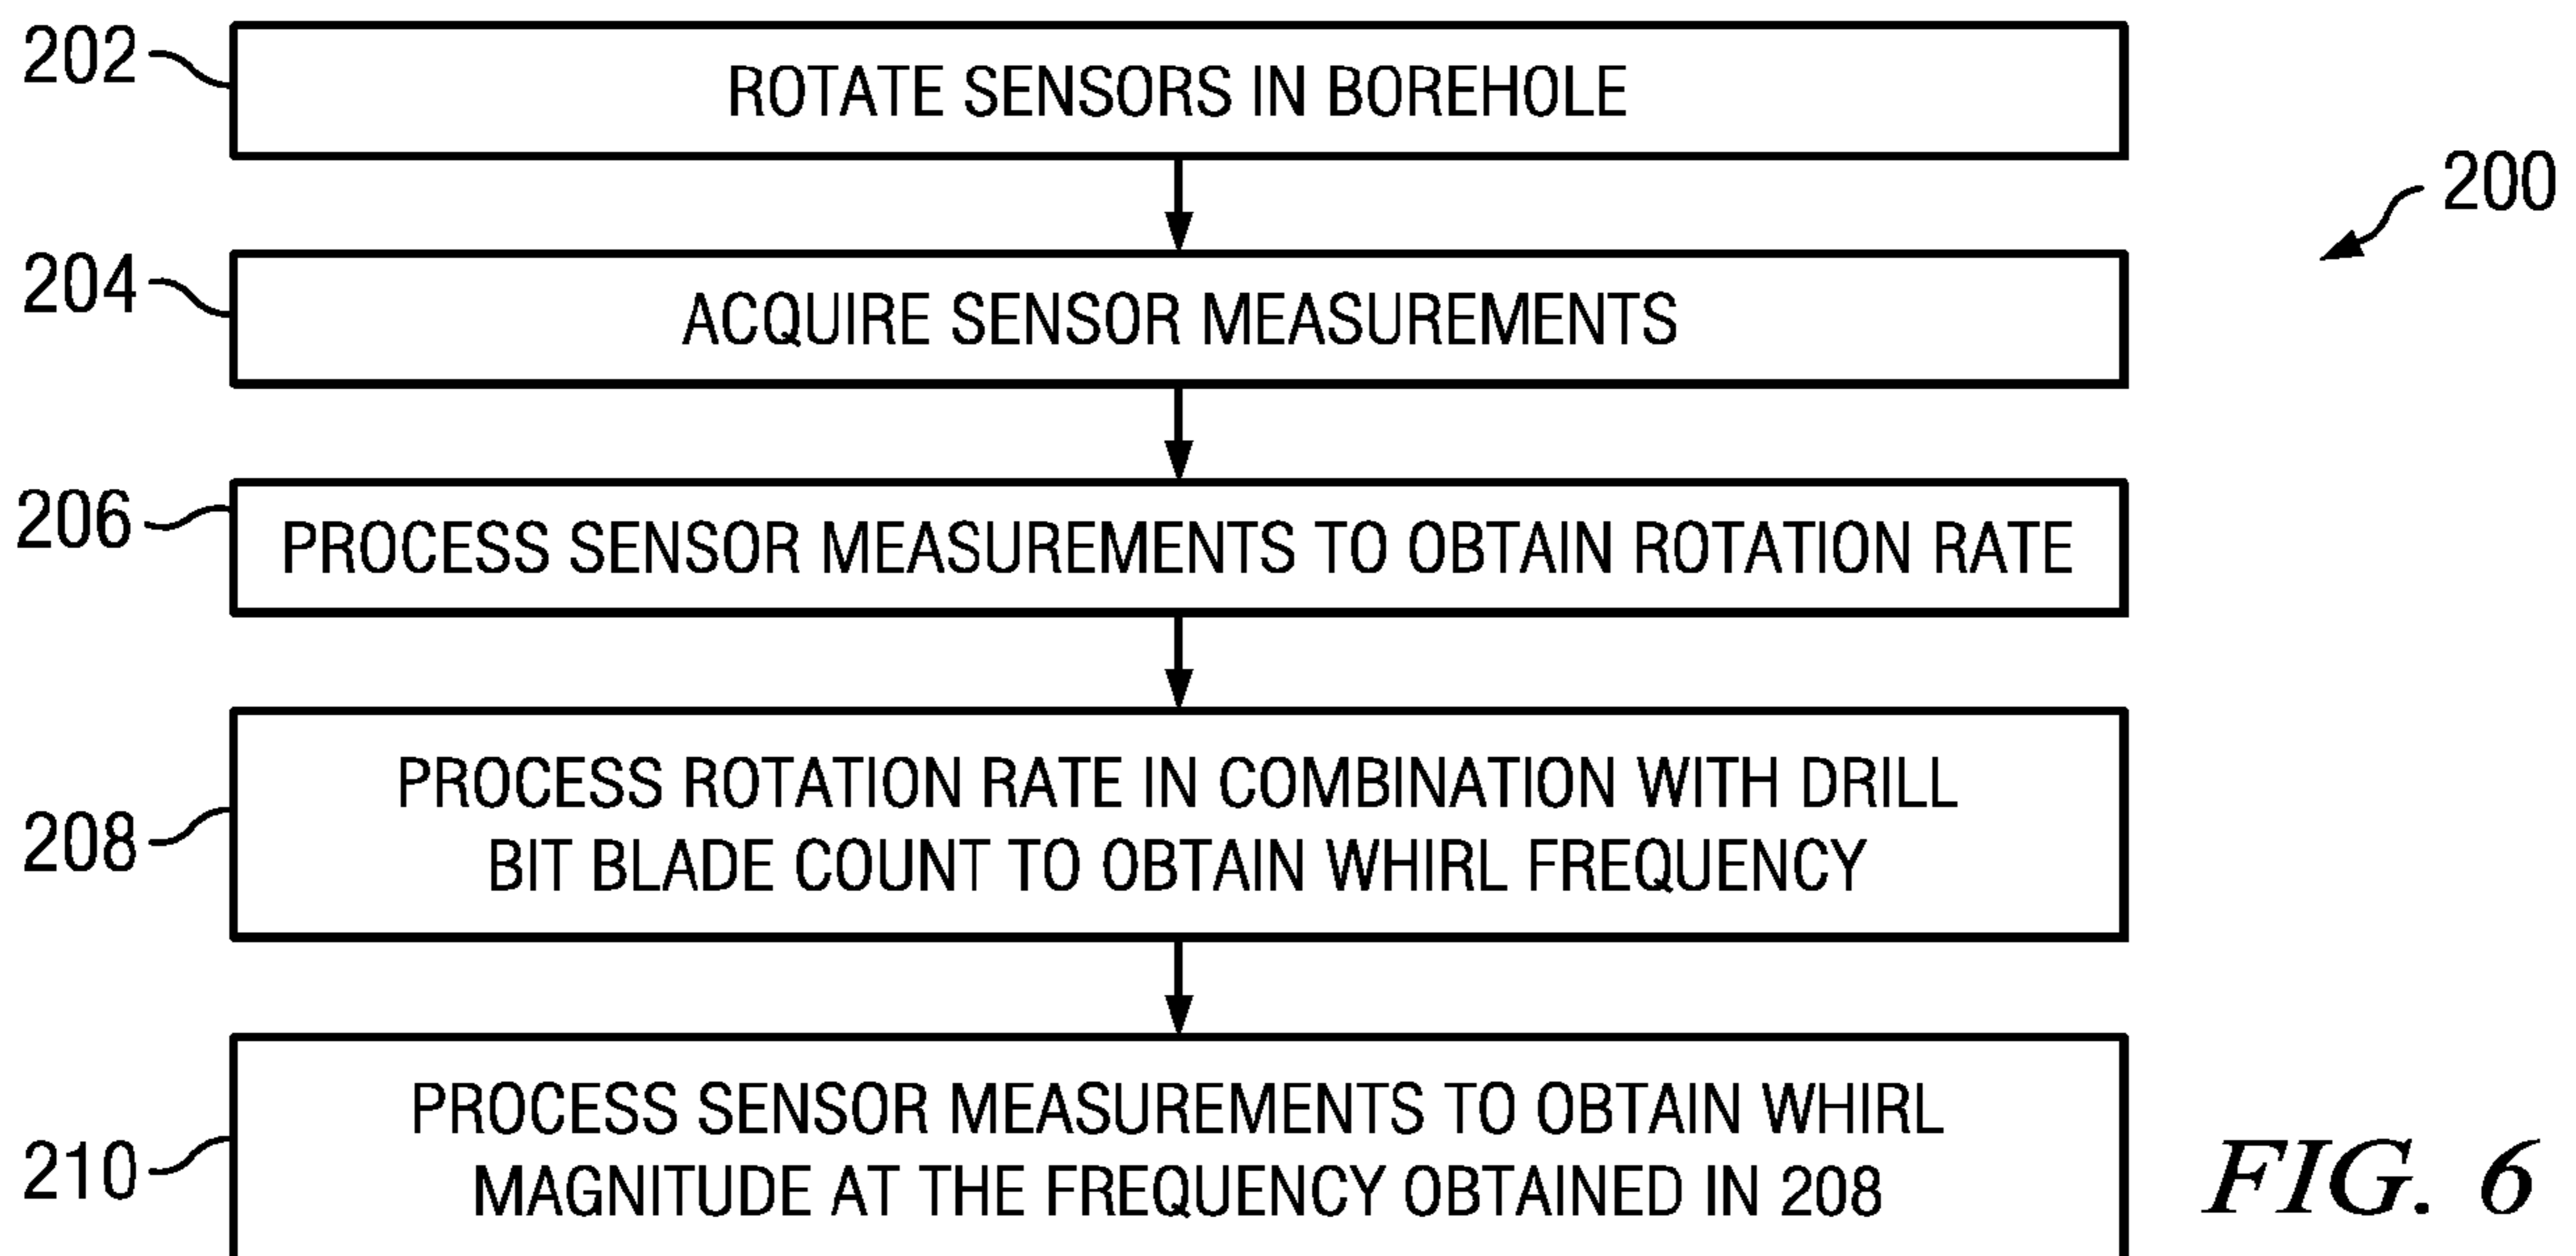 202
ROTATE SENSORS IN BOREHOLE
200
204
ACQUIRE SENSOR MEASUREMENTS
206
PROCESS SENSOR MEASUREMENTS TO OBTAIN ROTATION RATE
208
PROCESS ROTATION RATE IN COMBINATION WITH DRILL
BIT BLADE COUNT TO OBTAIN WHIRL FREQUENCY
210
PROCESS SENSOR MEASUREMENTS TO OBTAIN WHIRL
MAGNITUDE AT THE FREQUENCY OBTAINED IN 208
FIG. 6